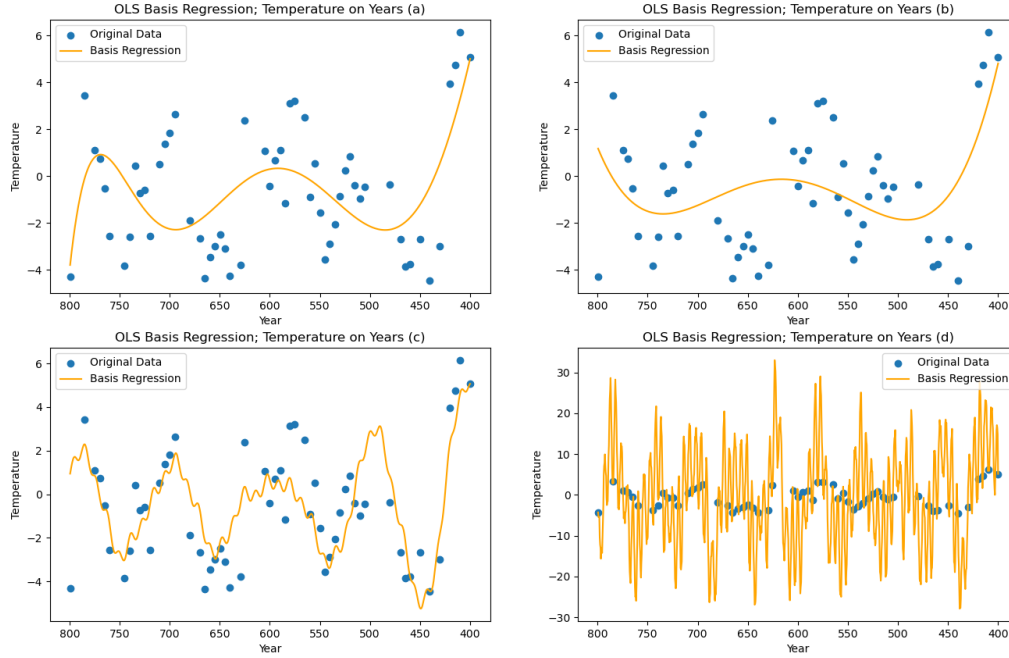 OLS Basis Regression; Temperature on Years (a)
Original Data
Basis Regression
6
4
2
0
−2
−4
Temperature
800 750 700 650 600 550 500 450 400
Year
OLS Basis Regression; Temperature on Years (b)
Original Data
Basis Regression
6
4
2
0
−2
−4
Temperature
800 750 700 650 600 550 500 450 400
Year
OLS Basis Regression; Temperature on Years (c)
Original Data
Basis Regression
6
4
2
0
−2
−4
Temperature
800 750 700 650 600 550 500 450 400
Year
OLS Basis Regression; Temperature on Years (d)
Original Data
Basis Regression
30
20
10
0
−10
−20
−30
Temperature
800 750 700 650 600 550 500 450 400
Year